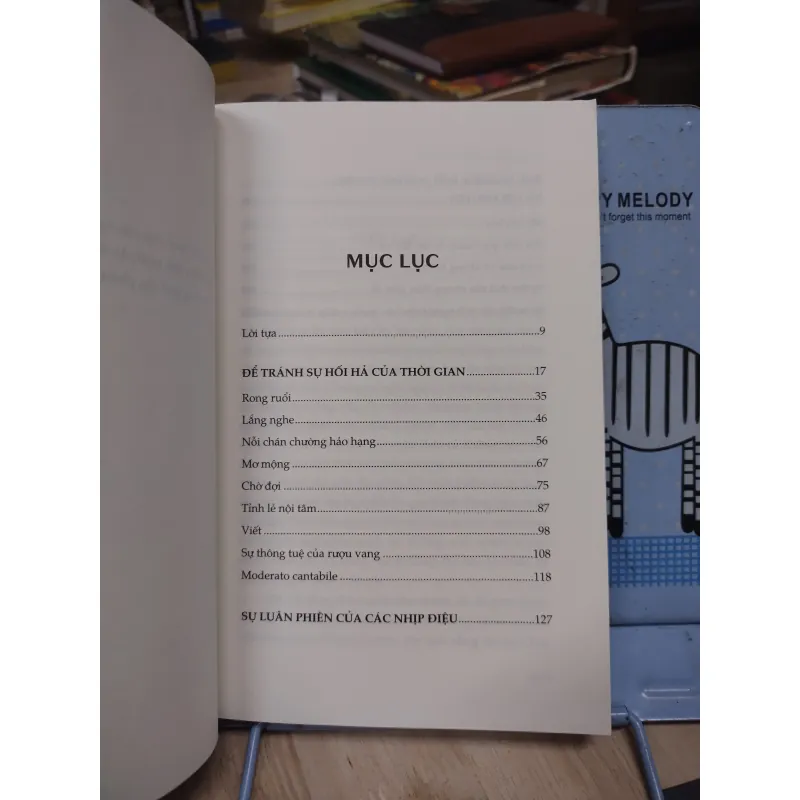 MỤC LỤC
Lời tựa........................................9
ĐỂ TRÁNH SỰ HỐI HẢ CỦA THỜI GIAN........................17
Rong ruổi........................................35
Lắng nghe........................................46
Nỗi chán chường hảo hạng........................................56
Mơ mộng........................................67
Chờ đợi........................................75
Tỉnh lẻ nội tâm........................................87
Viết........................................98
Sự thông tuệ của rượu vang........................................108
Moderato cantabile........................................118
SỰ LUÂN PHIÊN CỦA CÁC NHỊP ĐIỆU........................127
Y MELODY
t forget this moment